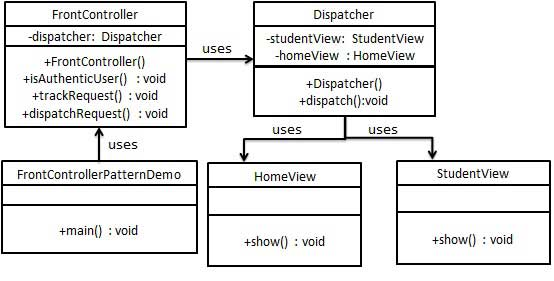 FrontController
-dispatcher: Dispatcher
+FrontController()
+isAuthenticUser() : void
+trackRequest() : void
+dispatchRequest() : void
uses
Dispatcher
-studentView: StudentView
-homeView : HomeView
+Dispatcher()
+dispatch():void
uses
uses
uses
FrontControllerPatternDemo
+main() : void
HomeView
+show() : void
StudentView
+show() : void